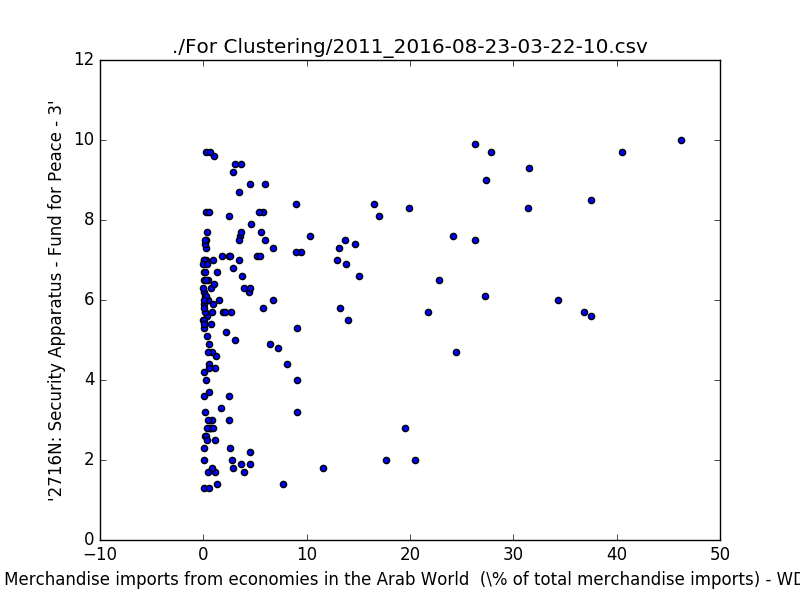 ./For Clustering/2011_2016-08-23-03-22-10.csv
'2716N: Security Apparatus - Fund for Peace - 3'
12
10
8
6
4
2
0
−10 0 10 20 30 40 50
Merchandise imports from economies in the Arab World (\% of total merchandise imports) - WD